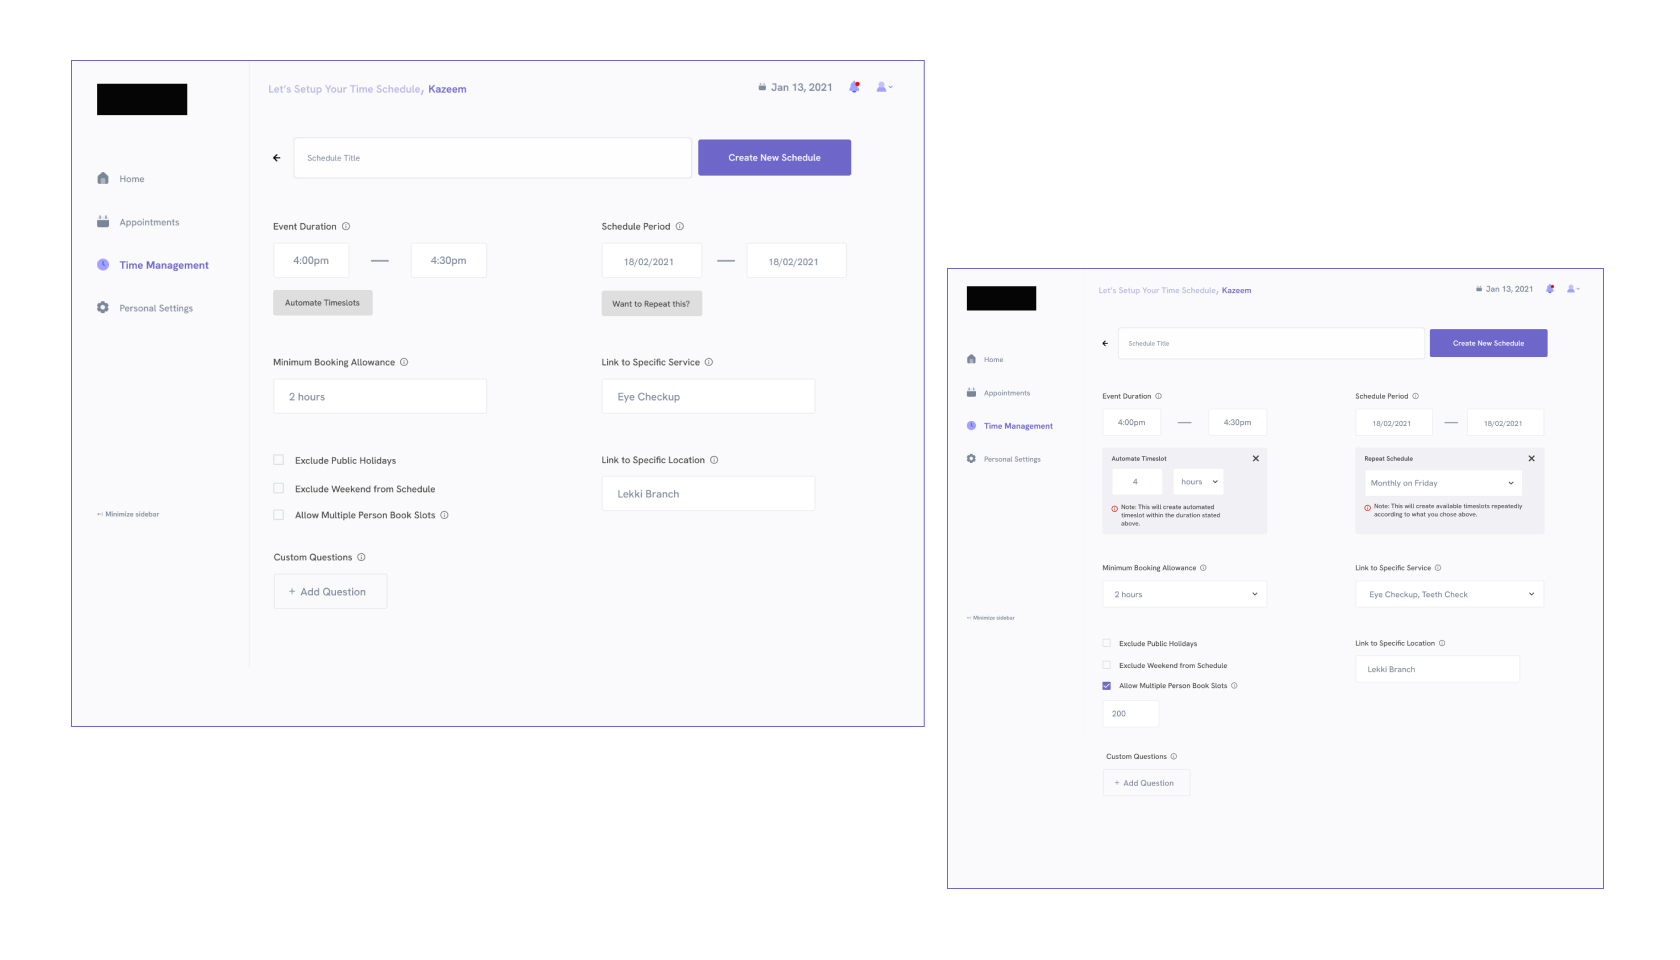 Let's Setup Your Time Schedule, Kazeem
Jan 13, 2021
Schedule Title
Create New Schedule
Home
Appointments
Time Management
Personal Settings
Minimize sidebar
Event Duration
Schedule Period
4:00pm
4:30pm
18/02/2021
18/02/2021
Automate Timeslots
Want to Repeat this?
Minimum Booking Allowance
Link to Specific Service
2 hours
Eye Checkup
Exclude Public Holidays
Exclude Weekend from Schedule
Allow Multiple Person Book Slots
Link to Specific Location
Lekki Branch
Custom Questions
+ Add Question
Let's Setup Your Time Schedule, Kazeem
Jan 13, 2021
Schedule Title
Create New Schedule
Home
Appointments
Time Management
Personal Settings
Minimize sidebar
Event Duration
Schedule Period
4:00pm
4:30pm
18/02/2021
18/02/2021
Automate Timeslot
4
hours
Note: This will create automated
timeslot within the duration stated
above.
Repeat Schedule
Monthly on Friday
Note: This will create available timeslots repeatedly
according to what you chose above.
Minimum Booking Allowance
Link to Specific Service
2 hours
Eye Checkup, Teeth Check
Exclude Public Holidays
Exclude Weekend from Schedule
Allow Multiple Person Book Slots
200
Link to Specific Location
Lekki Branch
Custom Questions
+ Add Question